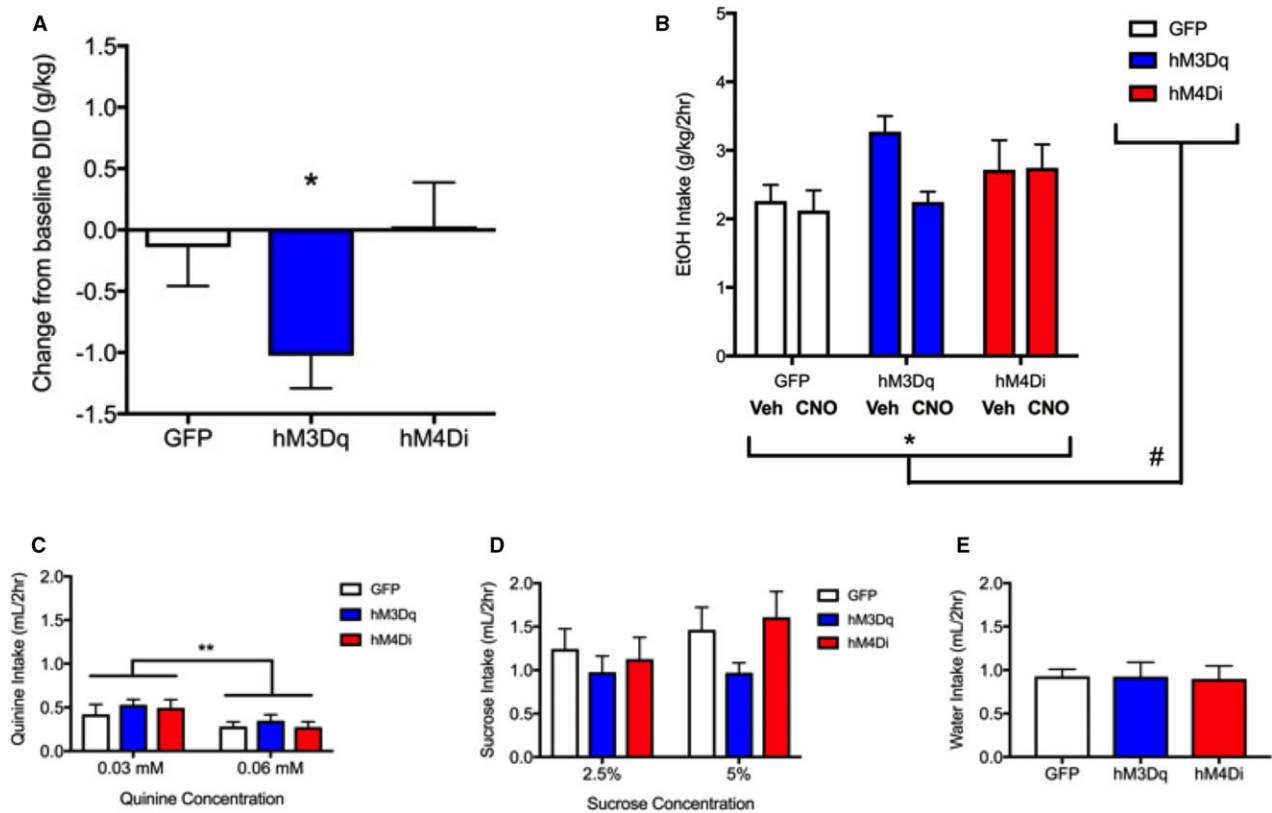 A
Change from baseline DID (g/kg)
1.5
1.0
0.5
0.0
-0.5
-1.0
-1.5
*
GFP hM3Dq hM4Di
B
EtOH Intake (g/kg/2hr)
5
4
3
2
1
0
GFP
hM3Dq
hM4Di
GFP hM3Dq hM4Di
Veh CNO Veh CNO Veh CNO
*
#
C
Quinine Intake (mL/2hr)
2.0
1.5
1.0
0.5
0.0
**
GFP
hM3Dq
hM4Di
0.03 mM 0.06 mM
Quinine Concentration
D
Sucrose Intake (mL/2hr)
2.0
1.5
1.0
0.5
0.0
GFP
hM3Dq
hM4Di
2.5% 5%
Sucrose Concentration
E
Water Intake (mL/2hr)
2.0
1.5
1.0
0.5
0.0
GFP hM3Dq hM4Di